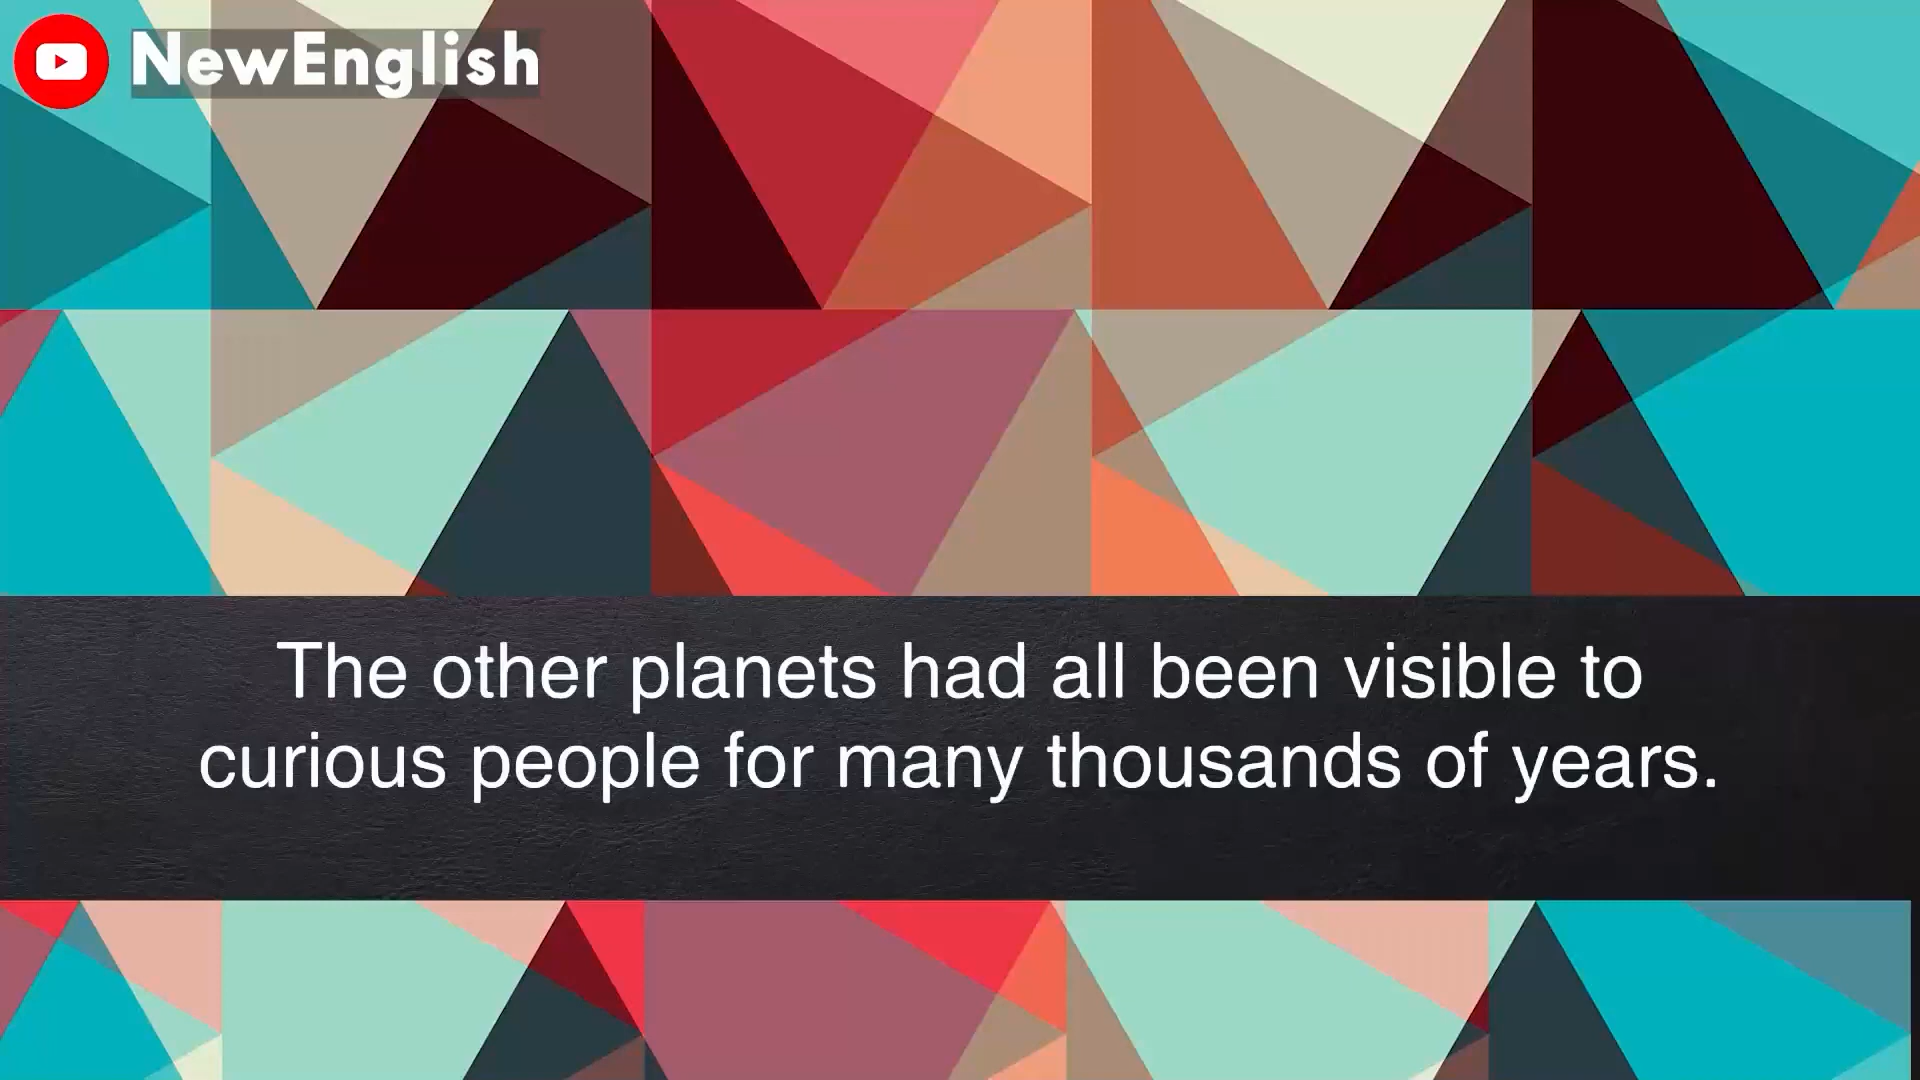 NewEnglish
The other planets had all been visible to
curious people for many thousands of years.